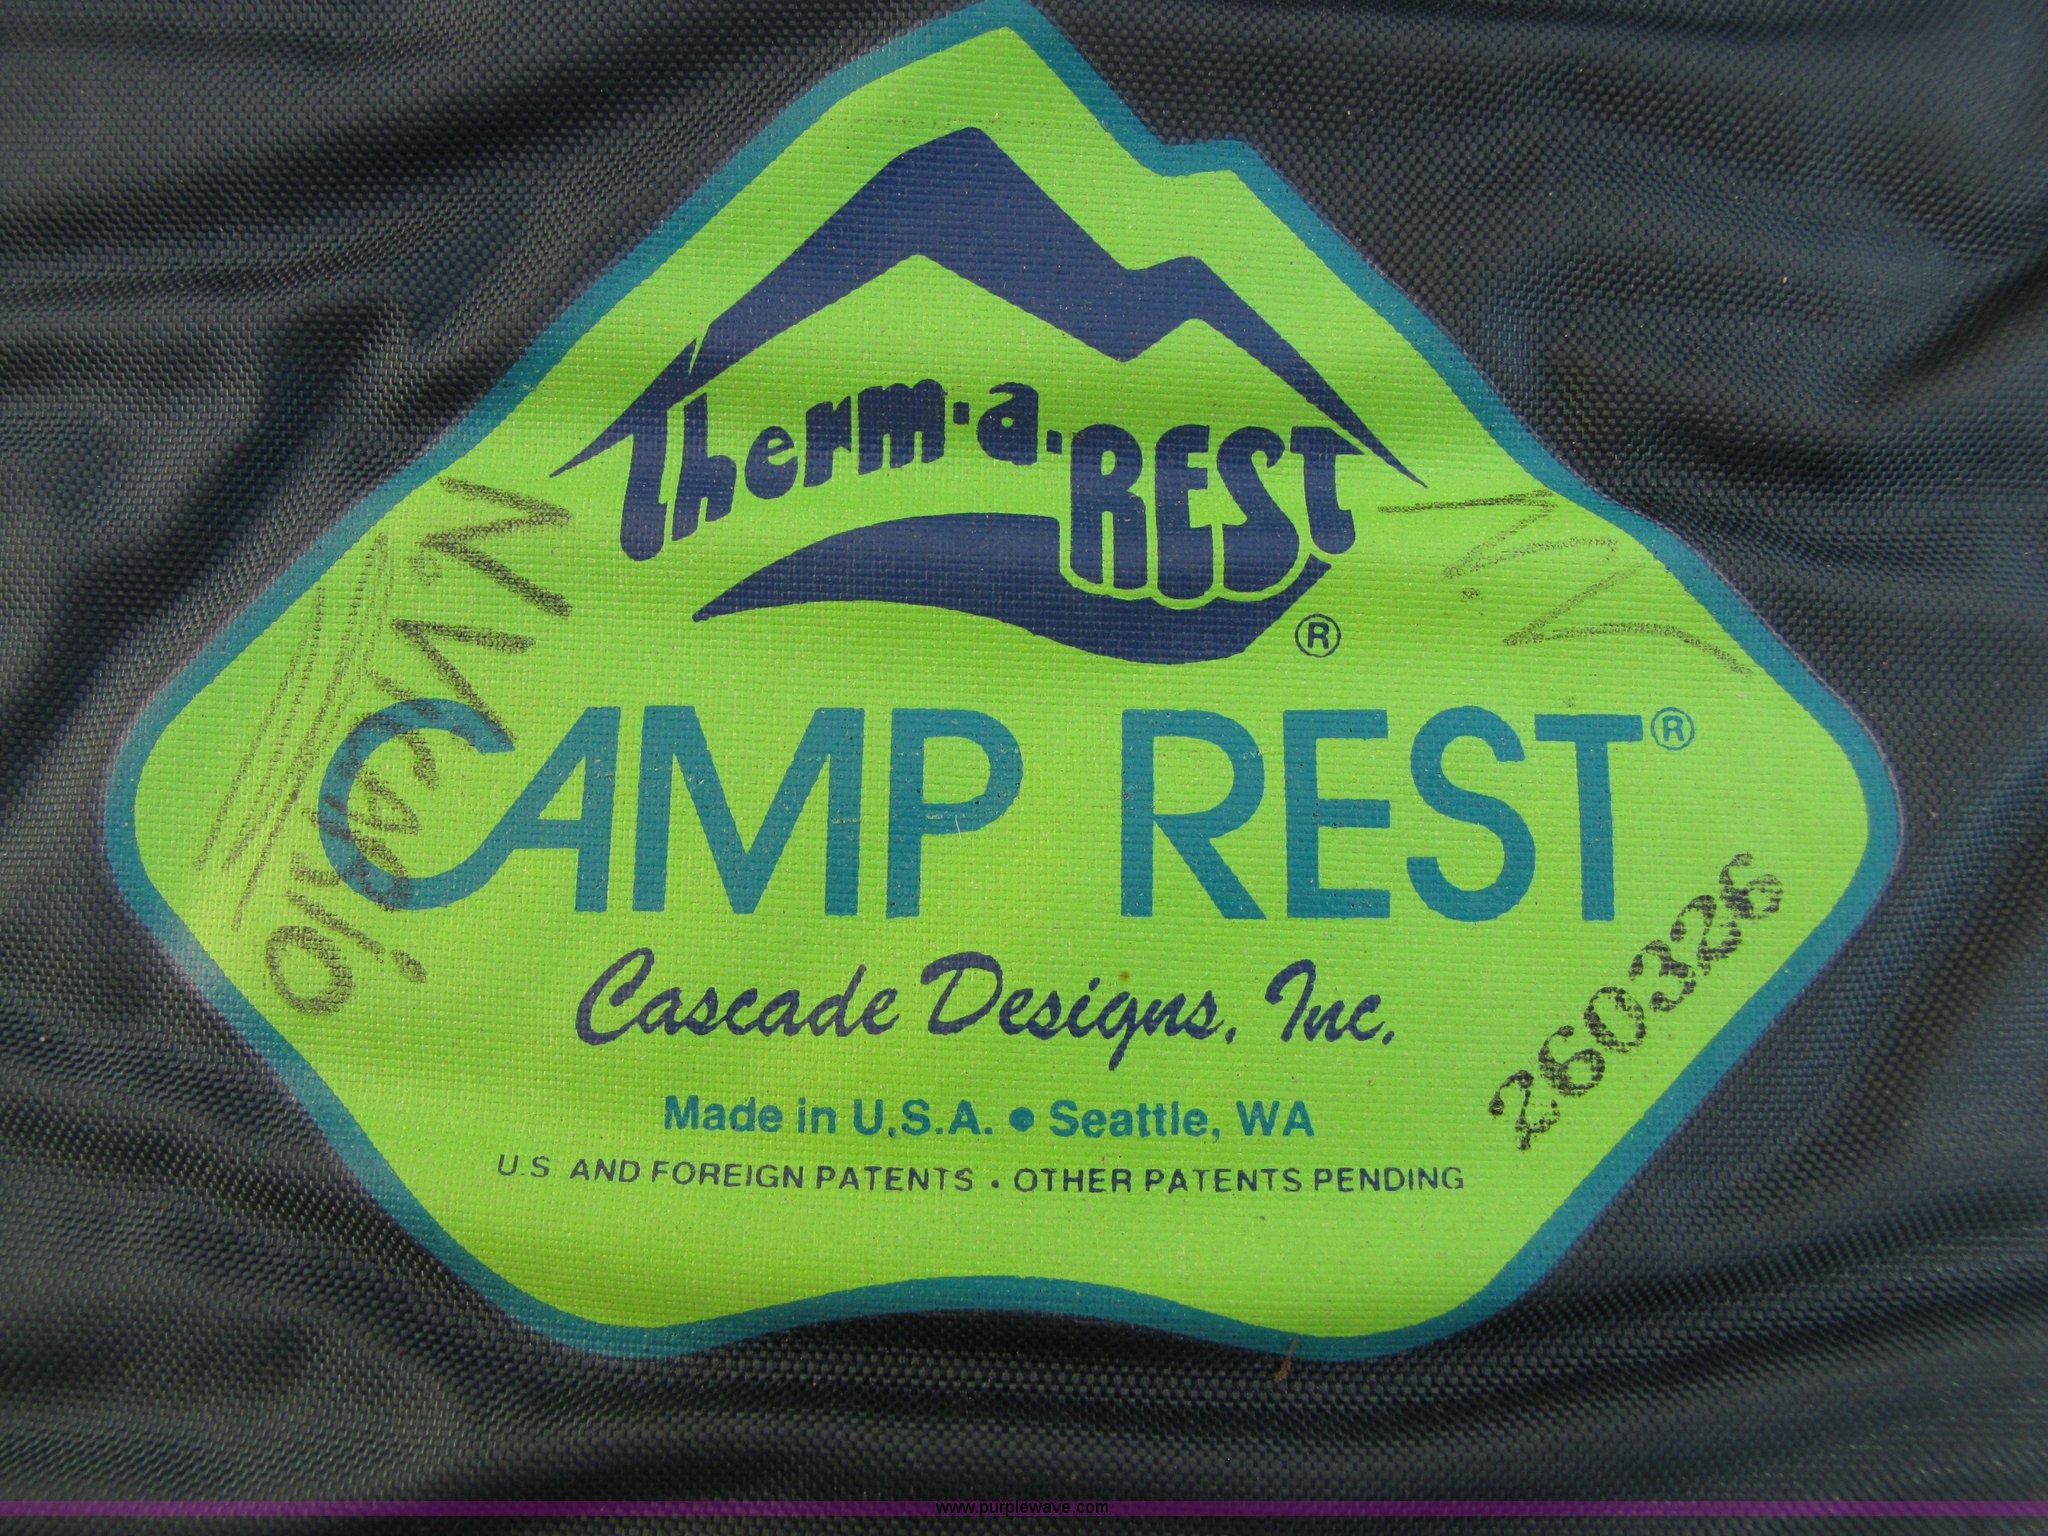 Therm-a-REST
®
CAMP REST®
Cascade Designs, Inc.
Made in U.S.A. • Seattle, WA
U.S AND FOREIGN PATENTS • OTHER PATENTS PENDING
260326
www.purplewave.com